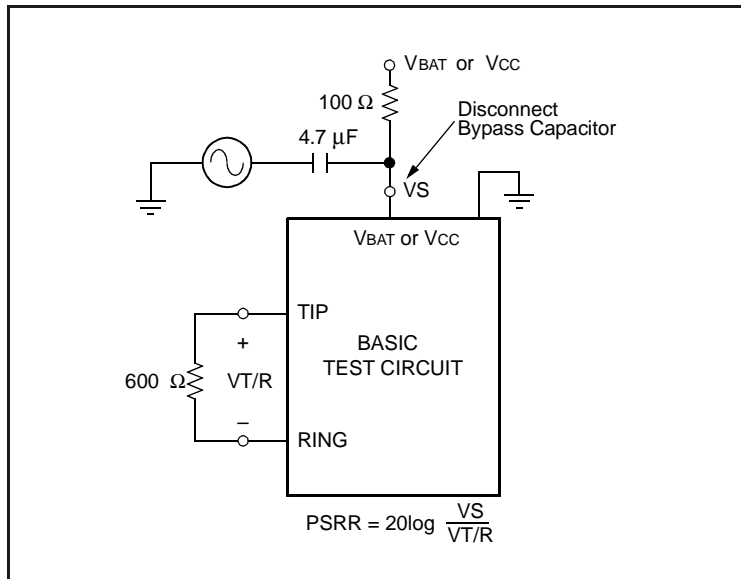 VBAT or VCC
100 Ω
Disconnect
Bypass Capacitor
4.7 μF
VS
VBAT or VCC
TIP
+
BASIC
TEST CIRCUIT
600 Ω
VT/R
–
RING
PSRR = 20log VS
VT/R